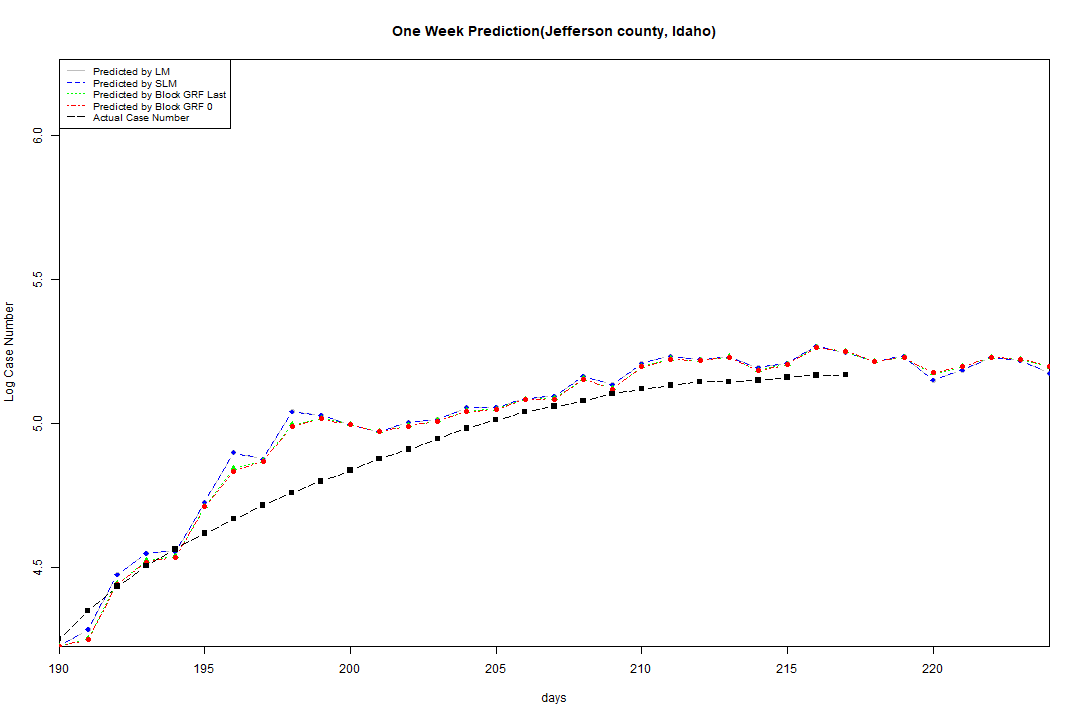 One Week Prediction(Jefferson county, Idaho)
Predicted by LM
Predicted by SLM
Predicted by Block GRF Last
Predicted by Block GRF 0
Actual Case Number
6.0
5.5
5.0
4.5
Log Case Number
190 195 200 205 210 215 220
days